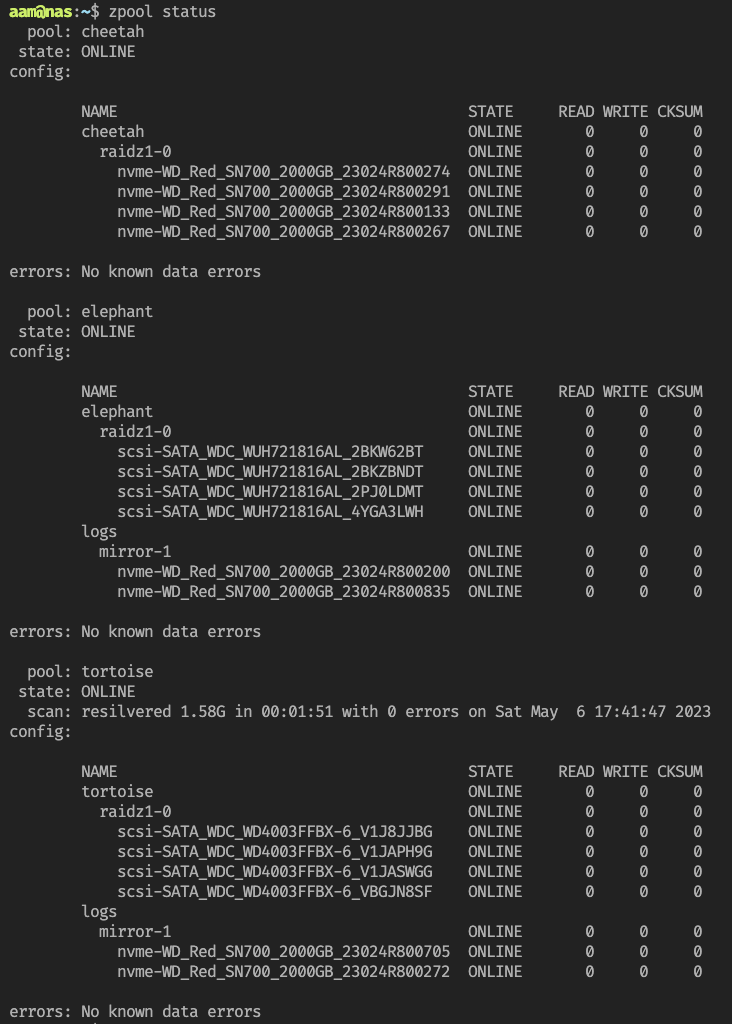 aam@nas:~$ zpool status
  pool: cheetah
 state: ONLINE
config:

        NAME                                       STATE     READ WRITE CKSUM
        cheetah                                    ONLINE       0     0     0
          raidz1-0                                 ONLINE       0     0     0
            nvme-WD_Red_SN700_2000GB_23024R800274  ONLINE       0     0     0
            nvme-WD_Red_SN700_2000GB_23024R800291  ONLINE       0     0     0
            nvme-WD_Red_SN700_2000GB_23024R800133  ONLINE       0     0     0
            nvme-WD_Red_SN700_2000GB_23024R800267  ONLINE       0     0     0

errors: No known data errors

  pool: elephant
 state: ONLINE
config:

        NAME                                       STATE     READ WRITE CKSUM
        elephant                                   ONLINE       0     0     0
          raidz1-0                                 ONLINE       0     0     0
            scsi-SATA_WDC_WUH721816AL_2BKW62BT     ONLINE       0     0     0
            scsi-SATA_WDC_WUH721816AL_2BKZBNDT     ONLINE       0     0     0
            scsi-SATA_WDC_WUH721816AL_2PJ0LDMT     ONLINE       0     0     0
            scsi-SATA_WDC_WUH721816AL_4YGA3LWH     ONLINE       0     0     0
        logs
          mirror-1                                 ONLINE       0     0     0
            nvme-WD_Red_SN700_2000GB_23024R800200  ONLINE       0     0     0
            nvme-WD_Red_SN700_2000GB_23024R800835  ONLINE       0     0     0

errors: No known data errors

  pool: tortoise
 state: ONLINE
  scan: resilvered 1.58G in 00:01:51 with 0 errors on Sat May  6 17:41:47 2023
config:

        NAME                                       STATE     READ WRITE CKSUM
        tortoise                                   ONLINE       0     0     0
          raidz1-0                                 ONLINE       0     0     0
            scsi-SATA_WDC_WD4003FFBX-6_V1J8JJBG    ONLINE       0     0     0
            scsi-SATA_WDC_WD4003FFBX-6_V1JAPH9G    ONLINE       0     0     0
            scsi-SATA_WDC_WD4003FFBX-6_V1JASWGG    ONLINE       0     0     0
            scsi-SATA_WDC_WD4003FFBX-6_VBGJN8SF    ONLINE       0     0     0
        logs
          mirror-1                                 ONLINE       0     0     0
            nvme-WD_Red_SN700_2000GB_23024R800705  ONLINE       0     0     0
            nvme-WD_Red_SN700_2000GB_23024R800272  ONLINE       0     0     0

errors: No known data errors